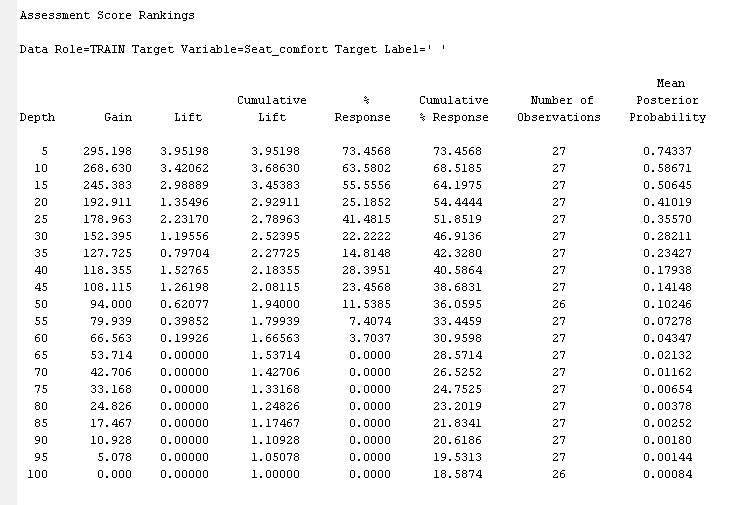 Assessment Score Rankings
Data Role=TRAIN Target Variable=Seat_comfort Target Label=' '
Mean
Cumulative % Cumulative Number of Posterior
Depth Gain Lift Lift Response % Response Observations Probability
5 295.198 3.95198 3.95198 73.4568 73.4568 27 0.74337
10 268.630 3.42062 3.68630 63.5802 68.5185 27 0.58671
15 245.383 2.98889 3.45383 55.5556 64.1975 27 0.50645
20 192.911 1.35496 2.92911 25.1852 54.4444 27 0.41019
25 178.963 2.23170 2.78963 41.4815 51.8519 27 0.35570
30 152.395 1.19556 2.52395 22.2222 46.9136 27 0.28211
35 127.725 0.79704 2.27725 14.8148 42.3280 27 0.23427
40 118.355 1.52765 2.18355 28.3951 40.5864 27 0.17938
45 108.115 1.26198 2.08115 23.4568 38.6831 27 0.14148
50 94.000 0.62077 1.94000 11.5385 36.0595 26 0.10246
55 79.939 0.39852 1.79939 7.4074 33.4459 27 0.07278
60 66.563 0.19926 1.66563 3.7037 30.9598 27 0.04347
65 53.714 0.00000 1.53714 0.0000 28.5714 27 0.02132
70 42.706 0.00000 1.42706 0.0000 26.5252 27 0.01162
75 33.168 0.00000 1.33168 0.0000 24.7525 27 0.00654
80 24.826 0.00000 1.24826 0.0000 23.2019 27 0.00378
85 17.467 0.00000 1.17467 0.0000 21.8341 27 0.00252
90 10.928 0.00000 1.10928 0.0000 20.6186 27 0.00180
95 5.078 0.00000 1.05078 0.0000 19.5313 27 0.00144
100 0.000 0.00000 1.00000 0.0000 18.5874 26 0.00084